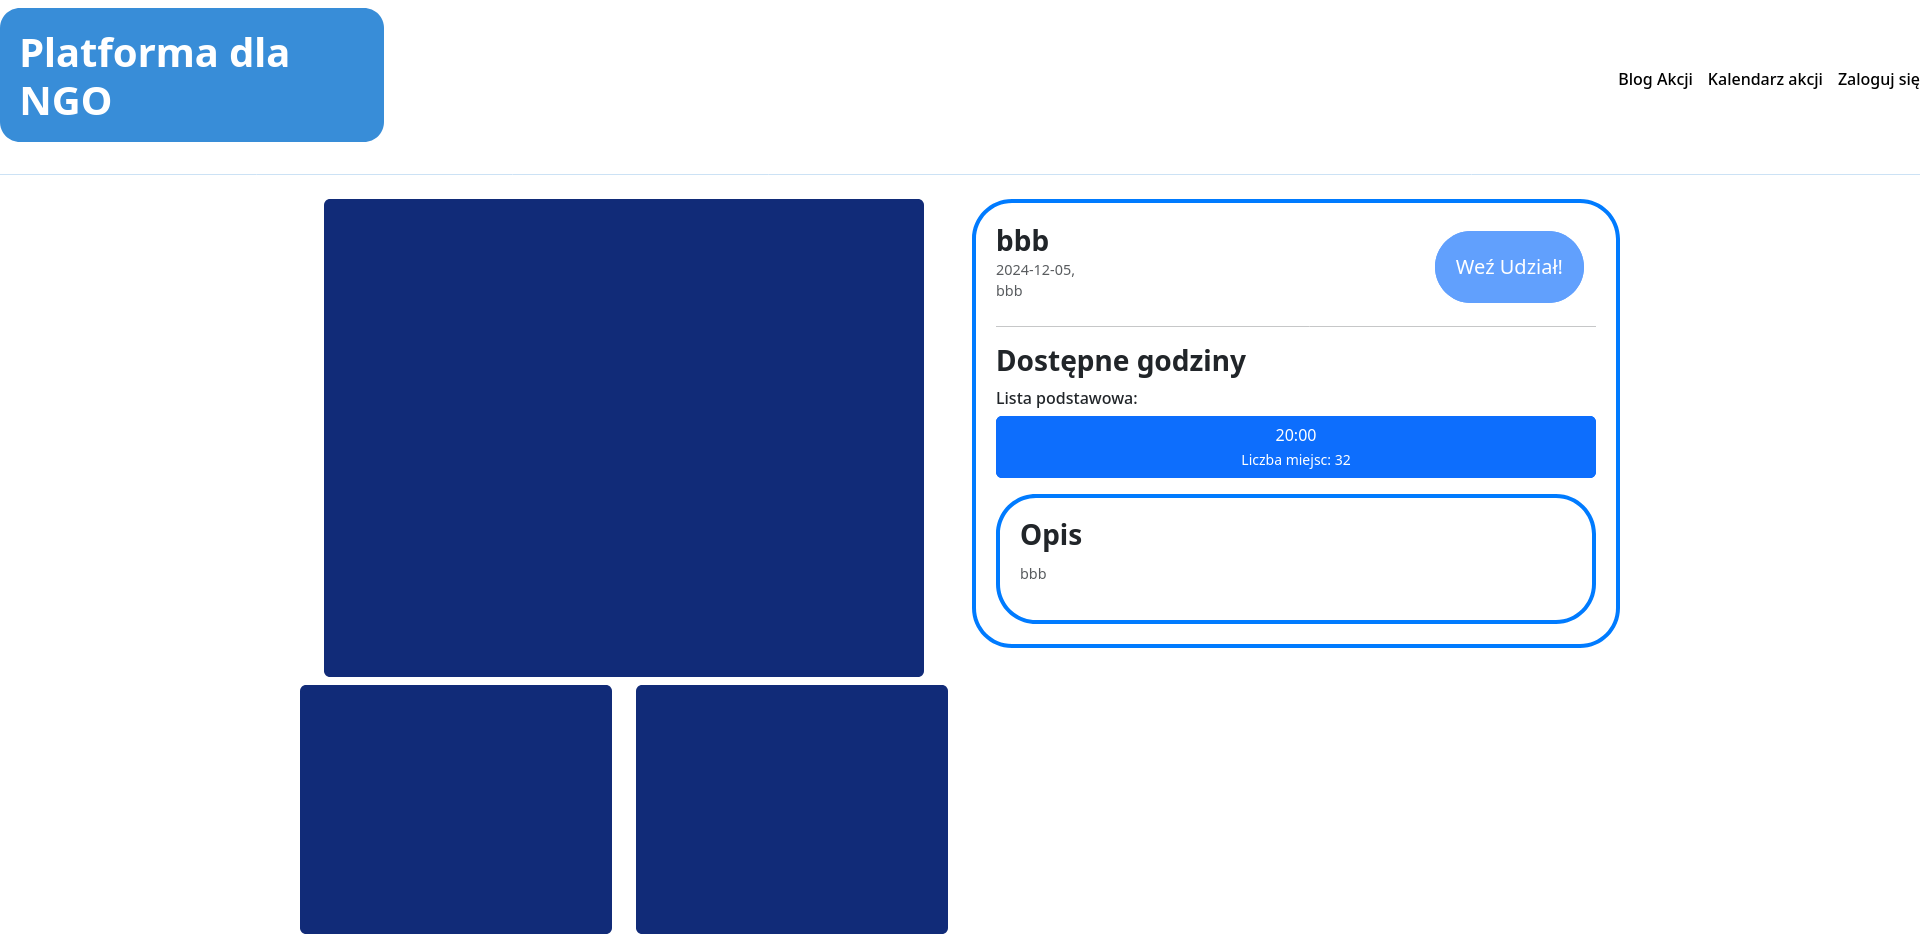 Platforma dla
NGO
Blog Akcji Kalendarz akcji Zaloguj się
bbb
2024-12-05,
bbb
Weź Udział!
Dostępne godziny
Lista podstawowa:
20:00
Liczba miejsc: 32
Opis
bbb